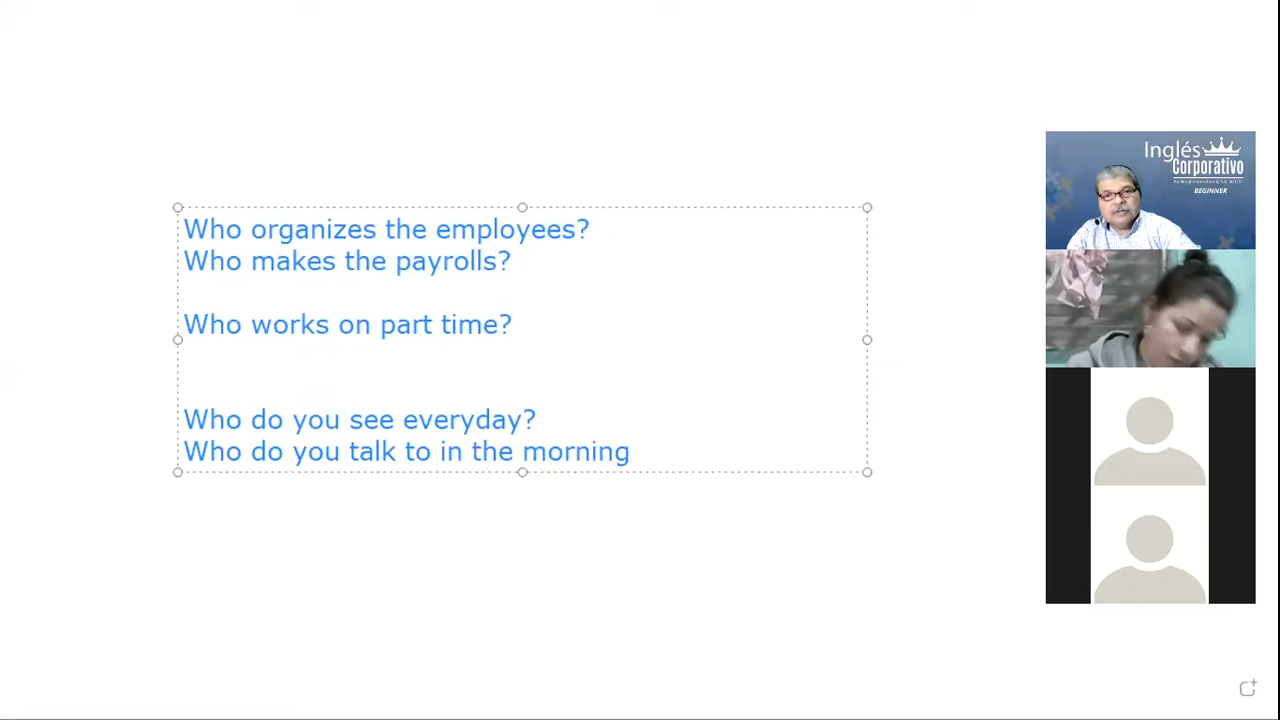 Who organizes the employees?
Who makes the payrolls?
Who works on part time?
Who do you see everyday?
Who do you talk to in the morning
Inglés
Corporativo
BEGINNER